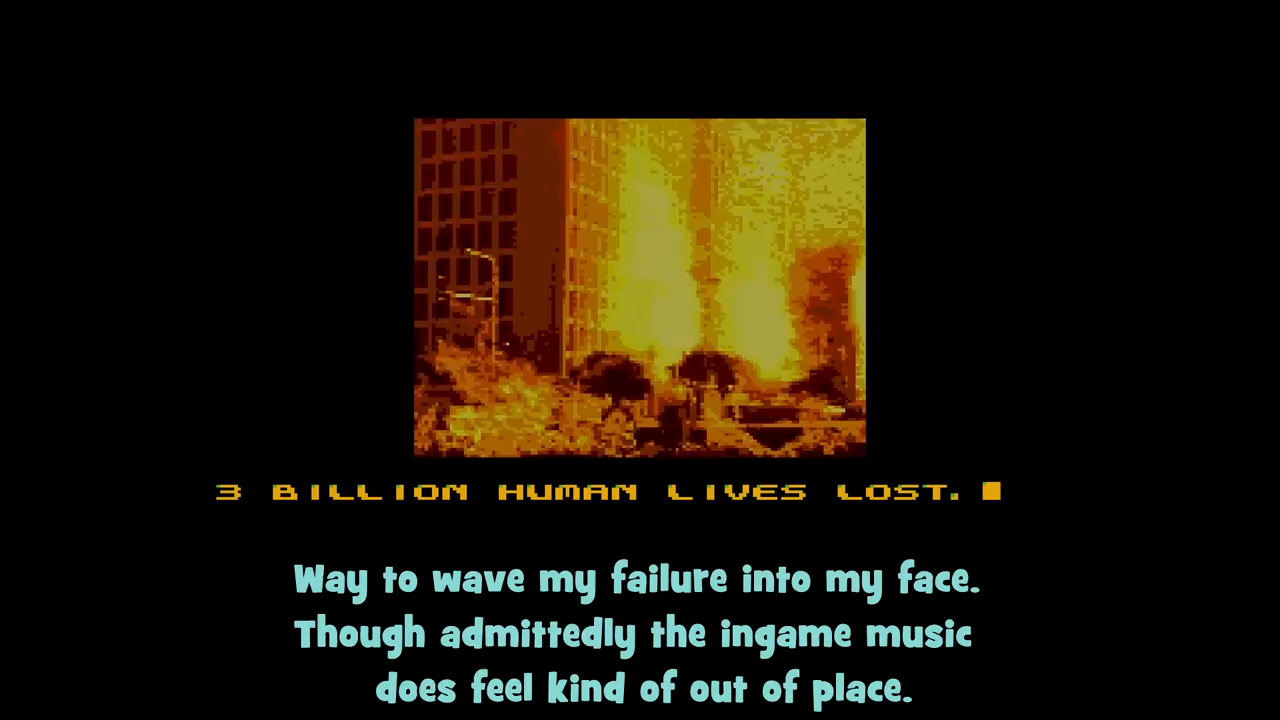 3 BILLION HUMAN LIVES LOST.
Way to wave my failure into my face.
Though admittedly the ingame music
does feel kind of out of place.